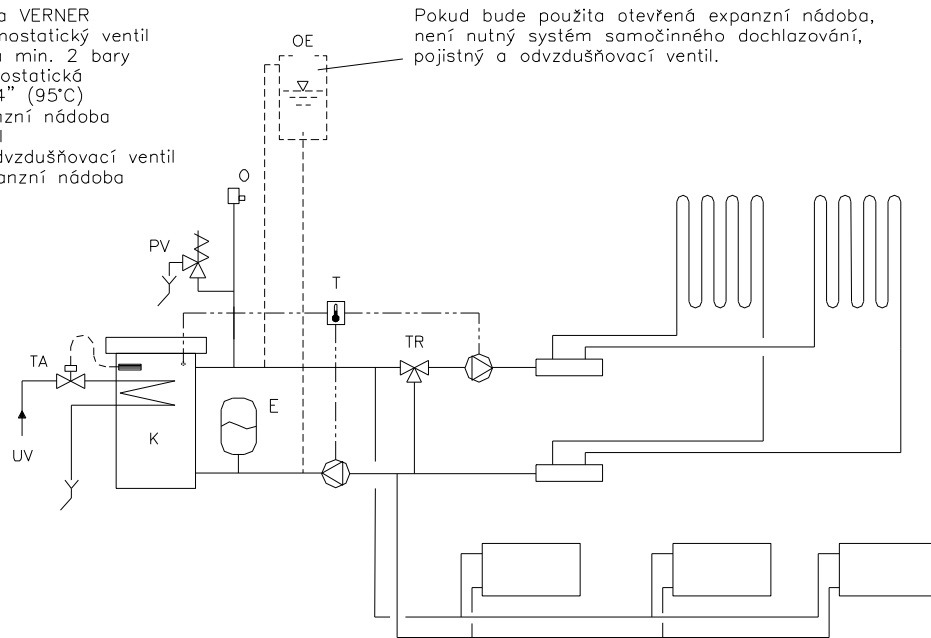 a VERNER
nostatický ventil
min. 2 bary
ostatická
4" (95°C)
nzní nádoba
dvzdušňovací ventil
anzní nádoba
Pokud bude použita otevřená expanzní nádoba,
není nutný systém samočinného dochlazování,
pojistný a odvzdušňovací ventil.
OE
O
PV
T
TR
TA
E
K
UV